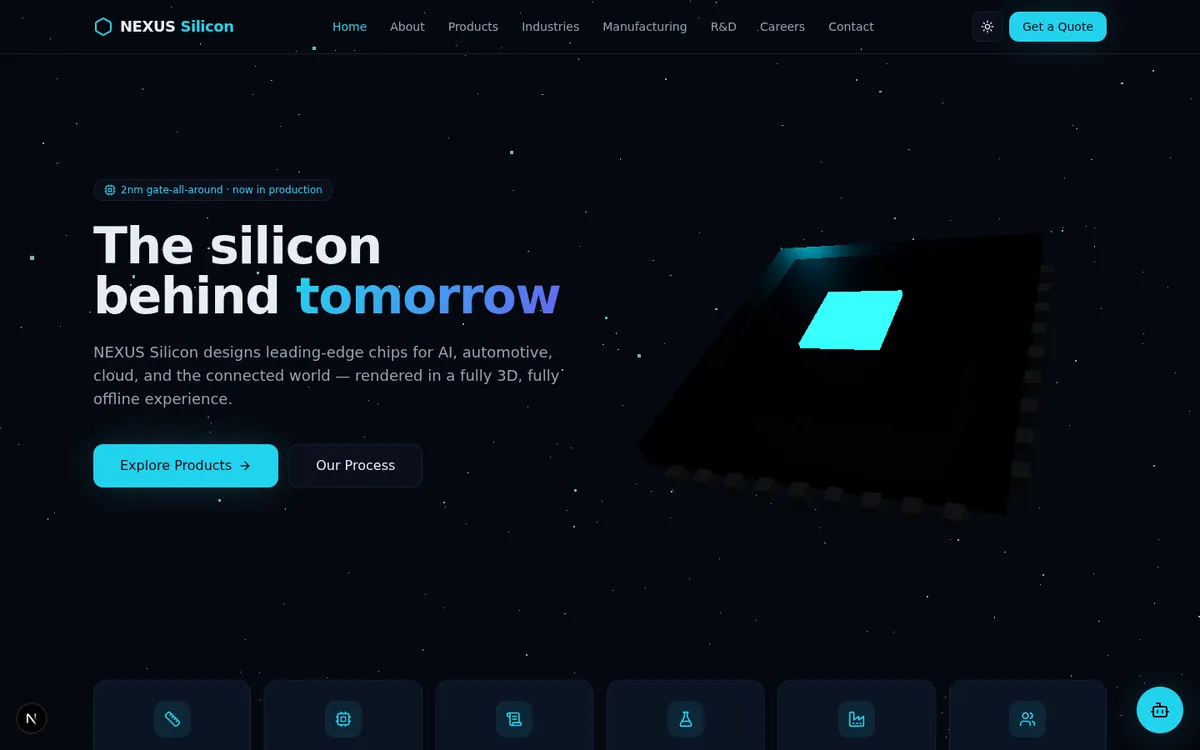 NEXUS Silicon
Home About Products Industries Manufacturing R&D Careers Contact
Get a Quote
2nm gate-all-around · now in production
The silicon
behind tomorrow
NEXUS Silicon designs leading-edge chips for AI, automotive,
cloud, and the connected world — rendered in a fully 3D, fully
offline experience.
Explore Products →
Our Process
N